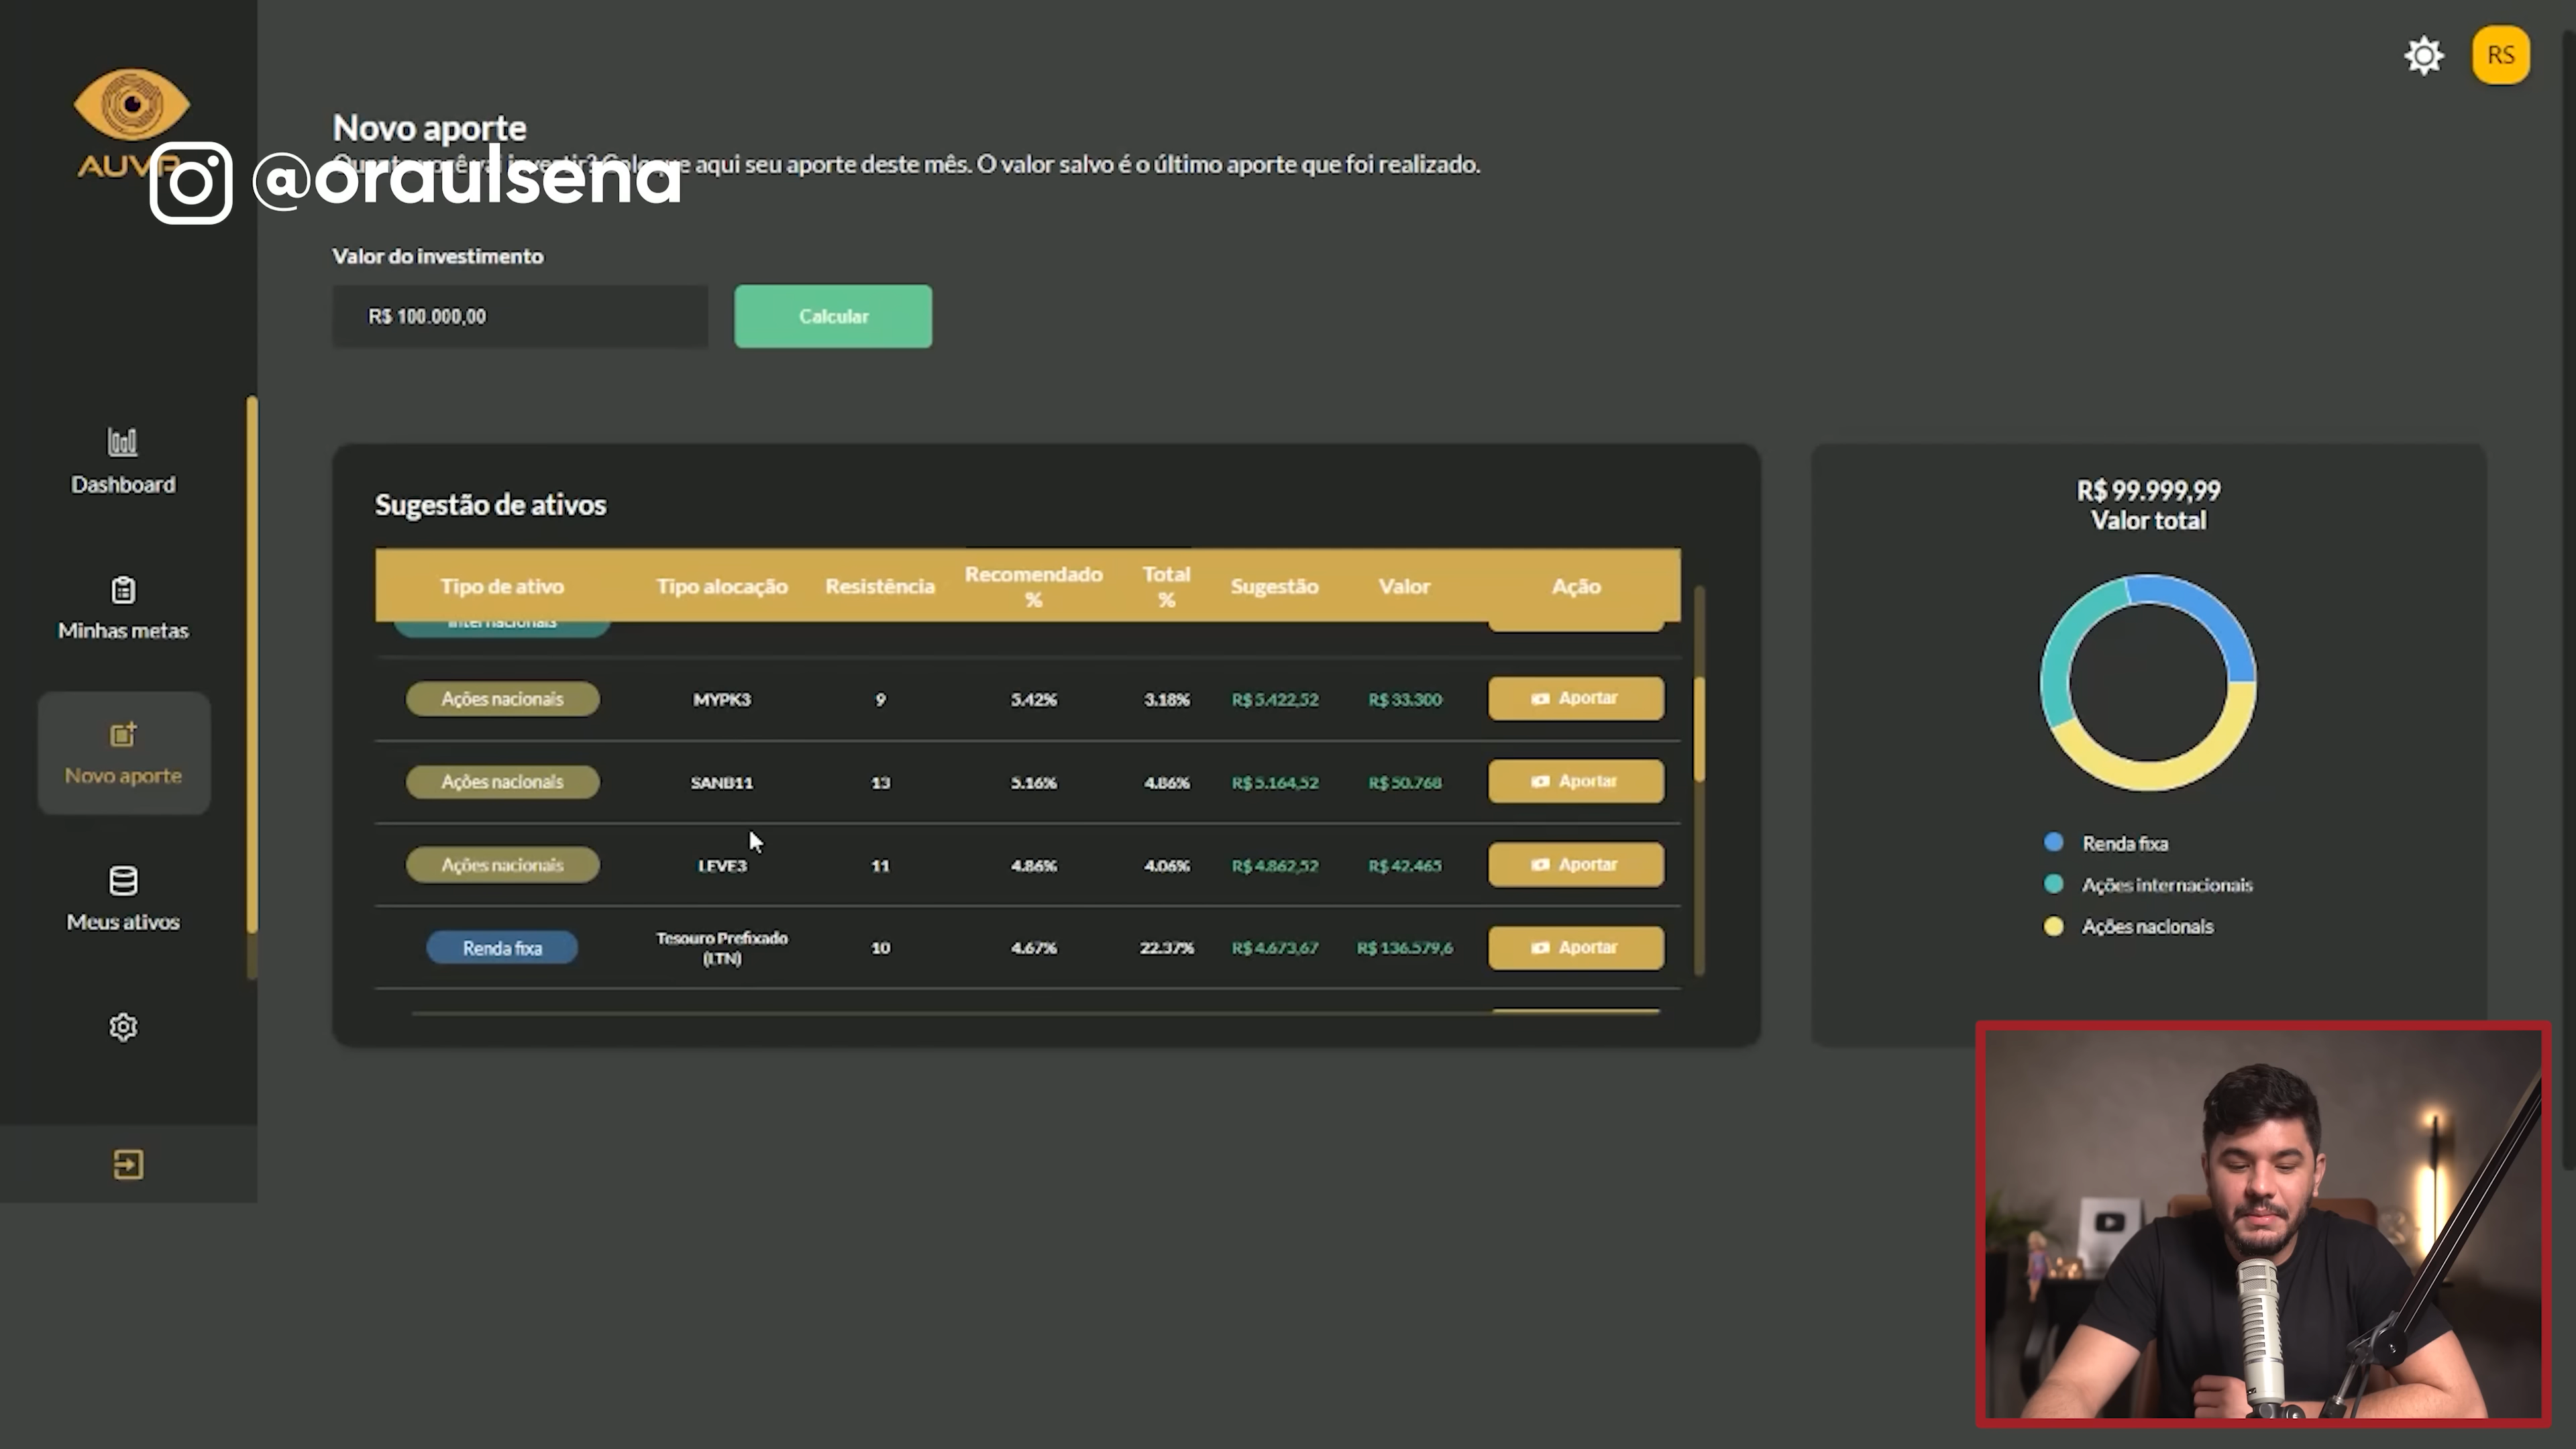 RS
AUVP
@oraulsena
Novo aporte
aqui seu aporte deste mês. O valor salvo é o último aporte que foi realizado.
Valor do investimento
R$ 100.000,00
Calcular
Dashboard
Minhas metas
Novo aporte
Meus ativos
Sugestão de ativos
Tipo de ativo Tipo alocação Resistência Recomendado % Total % Sugestão Valor Ação
internacionais
Ações nacionais MYPK3 9 5.42% 3.18% R$ 5.422,52 R$ 33.300 Aportar
Ações nacionais SANB11 13 5.16% 4.86% R$ 5.164,52 R$ 50.768 Aportar
Ações nacionais LEVE3 11 4.86% 4.06% R$ 4.862,52 R$ 42.465 Aportar
Renda fixa Tesouro Prefixado (LTN) 10 4.67% 22.37% R$ 4.673,67 R$ 136.579,6 Aportar
R$ 99.999,99
Valor total
Renda fixa
Ações internacionais
Ações nacionais